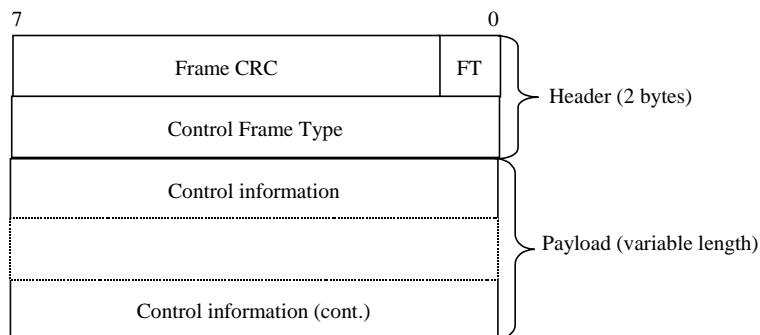 7 0
Frame CRC FT
Header (2 bytes)
Control Frame Type
Control information
Payload (variable length)
Control information (cont.)